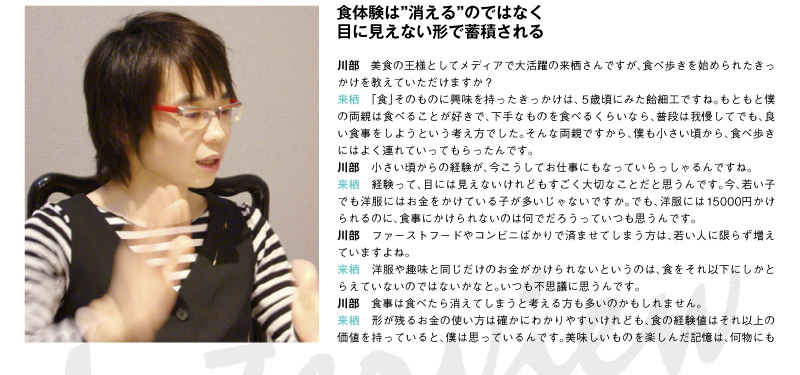 食体験は”消える”のではなく
目に見えない形で蓄積される
川部　美食の王様としてメディアで大活躍の来栖さんですが、食べ歩きを始められたきっ
かけを教えていただけますか？
来栖　「食」そのものに興味を持ったきっかけは、5歳頃にみた飴細工ですね。もともと僕
の両親は食べることが好きで、下手なものを食べるくらいなら、普段は我慢してでも、良
い食事をしようという考え方でした。そんな両親ですから、僕も小さい頃から、食べ歩き
にはよく連れていってもらったんです。
川部　小さい頃からの経験が、今こうしてお仕事にもなっていらっしゃるんですね。
来栖　経験って、目には見えないけれどもすごく大切なことだと思うんです。今、若い子
でも洋服にはお金をかけている子が多いじゃないですか。でも、洋服には15000円かけ
られるのに、食事にかけられないのは何でだろうっていつも思うんです。
川部　ファーストフードやコンビニばかりで済ませてしまう方は、若い人に限らず増え
ていますよね。
来栖　洋服や趣味と同じだけのお金がかけられないというのは、食をそれ以下にしかと
らえていないのではないかなと。いつも不思議に思うんです。
川部　食事は食べたら消えてしまうと考える方も多いのかもしれません。
来栖　形が残るお金の使い方は確かにわかりやすいけれども、食の経験値はそれ以上の
価値を持っていると、僕は思っているんです。美味しいものを楽しんだ記憶は、何物にも
Interview